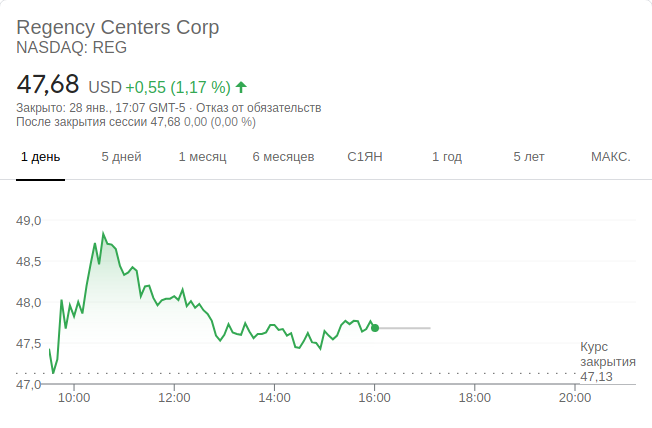 Regency Centers Corp
NASDAQ: REG
47,68 USD +0,55 (1,17 %)
Закрыто: 28 янв., 17:07 GMT-5 · Отказ от обязательств
После закрытия сессии 47,68 0,00 (0,00 %)
1 день 5 дней 1 месяц 6 месяцев С1ЯН 1 год 5 лет МАКС.
49,0
48,5
48,0
47,5
Курс
закрытия
47,13
47,0
10:00 12:00 14:00 16:00 18:00 20:00